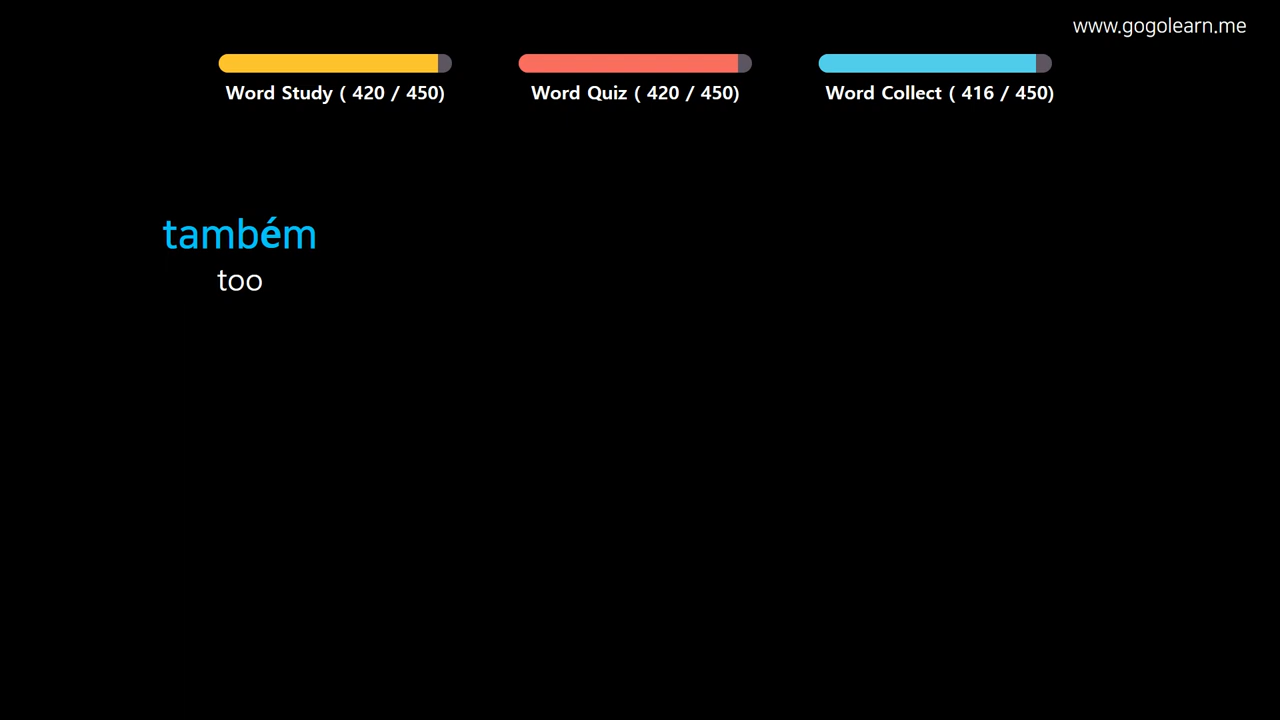 www.gogolearn.me
Word Study ( 420 / 450)
Word Quiz ( 420 / 450)
Word Collect ( 416 / 450)
também
too